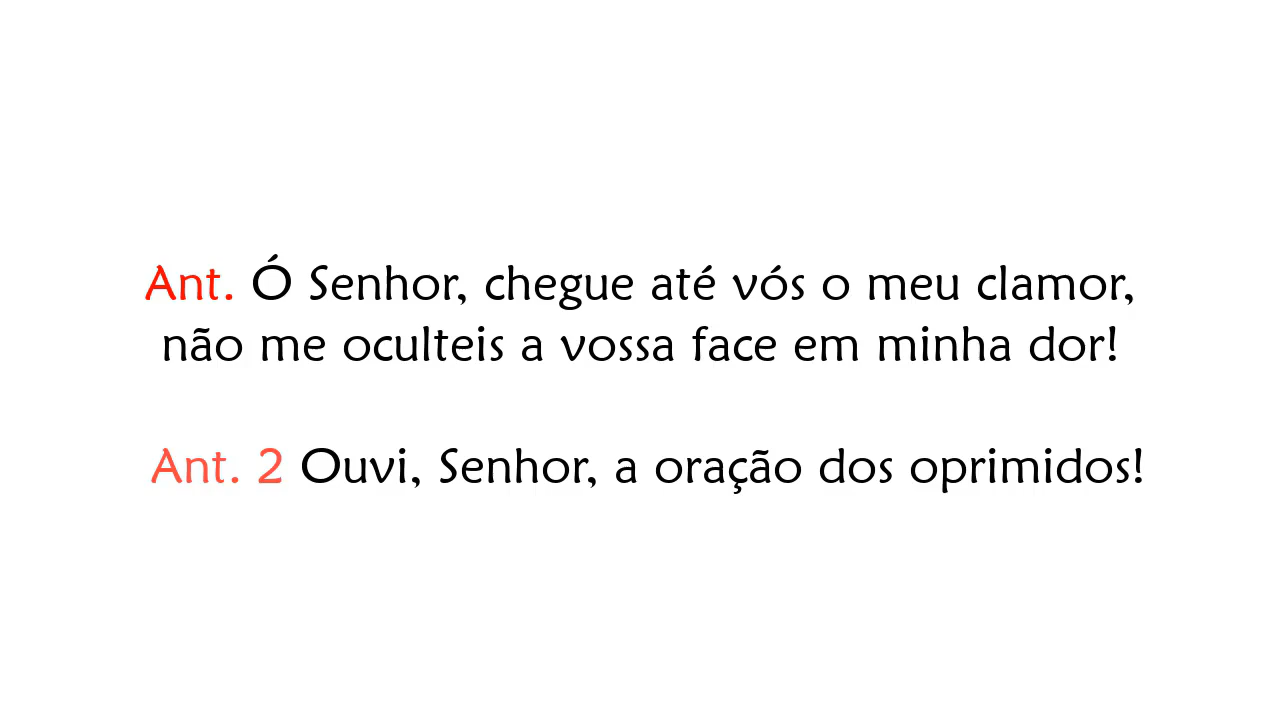 Ant. Ó Senhor, chegue até vós o meu clamor,
não me oculteis a vossa face em minha dor!
Ant. 2 Ouvi, Senhor, a oração dos oprimidos!